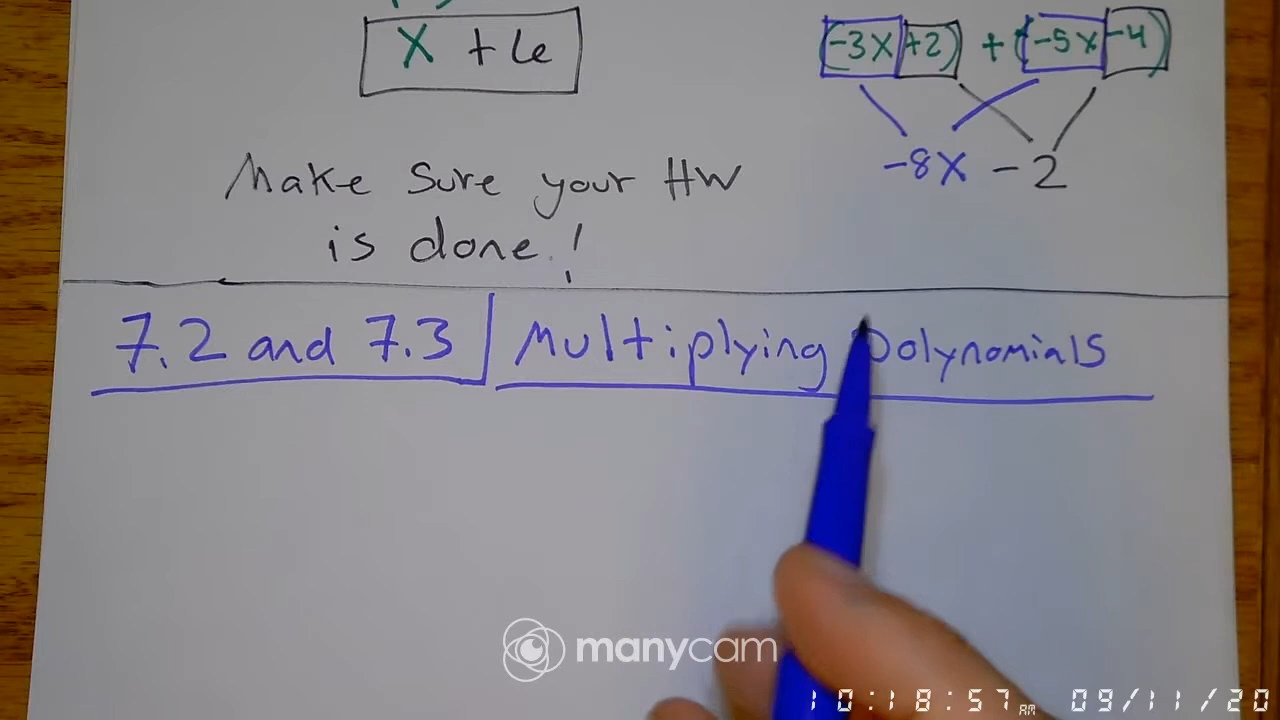 x + 6
(-3x +2) + (-5x -4)
-8x - 2
Make Sure your HW
is done!
7.2 and 7.3 | Multiplying Polynomials
manycam
10:18:57 AM 09/11/20